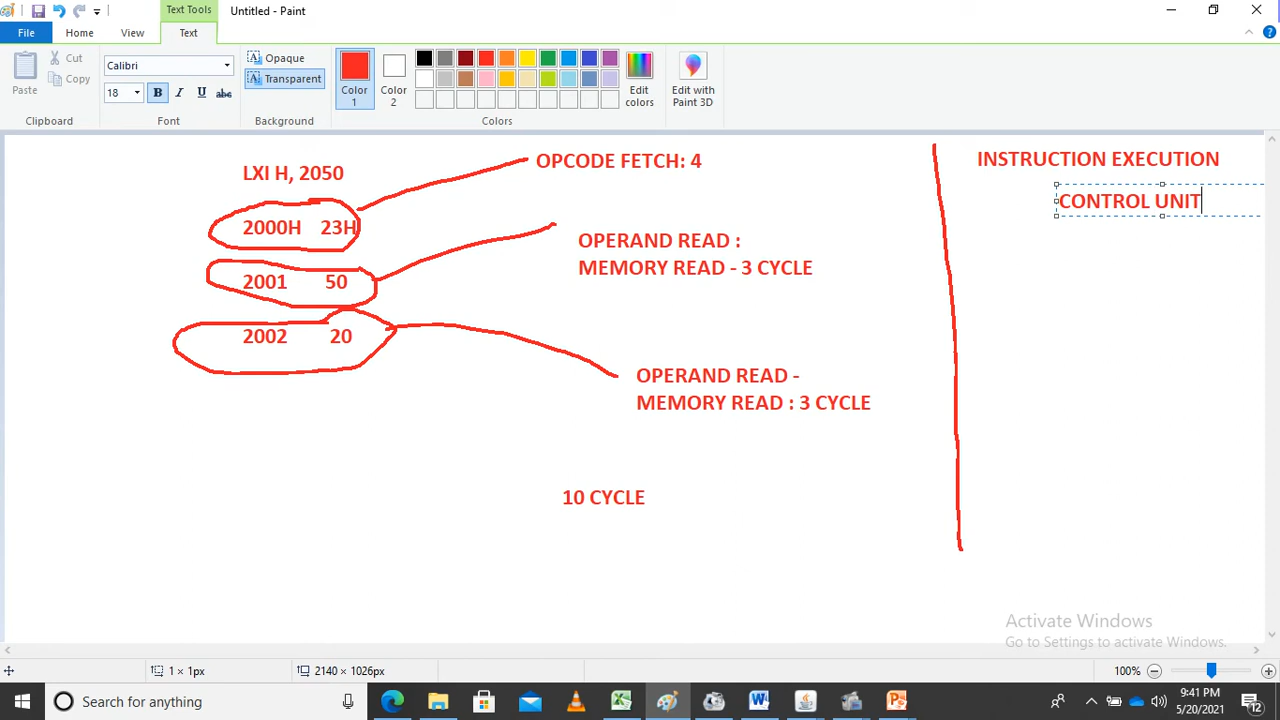 Text Tools
Untitled - Paint
File
Home
View
Text
Paste
Cut
Copy
Clipboard
Calibri
18
B
I
U
abc
Font
Opaque
Transparent
Background
Color
1
Color
2
Edit
colors
Colors
Edit with
Paint 3D
LXI H, 2050
2000H 23H
2001 50
2002 20
OPCODE FETCH: 4
OPERAND READ :
MEMORY READ - 3 CYCLE
OPERAND READ -
MEMORY READ : 3 CYCLE
10 CYCLE
INSTRUCTION EXECUTION
CONTROL UNIT
Activate Windows
Go to Settings to activate Windows.
1 × 1px
2140 × 1026px
100%
Search for anything
9:41 PM
5/20/2021
12